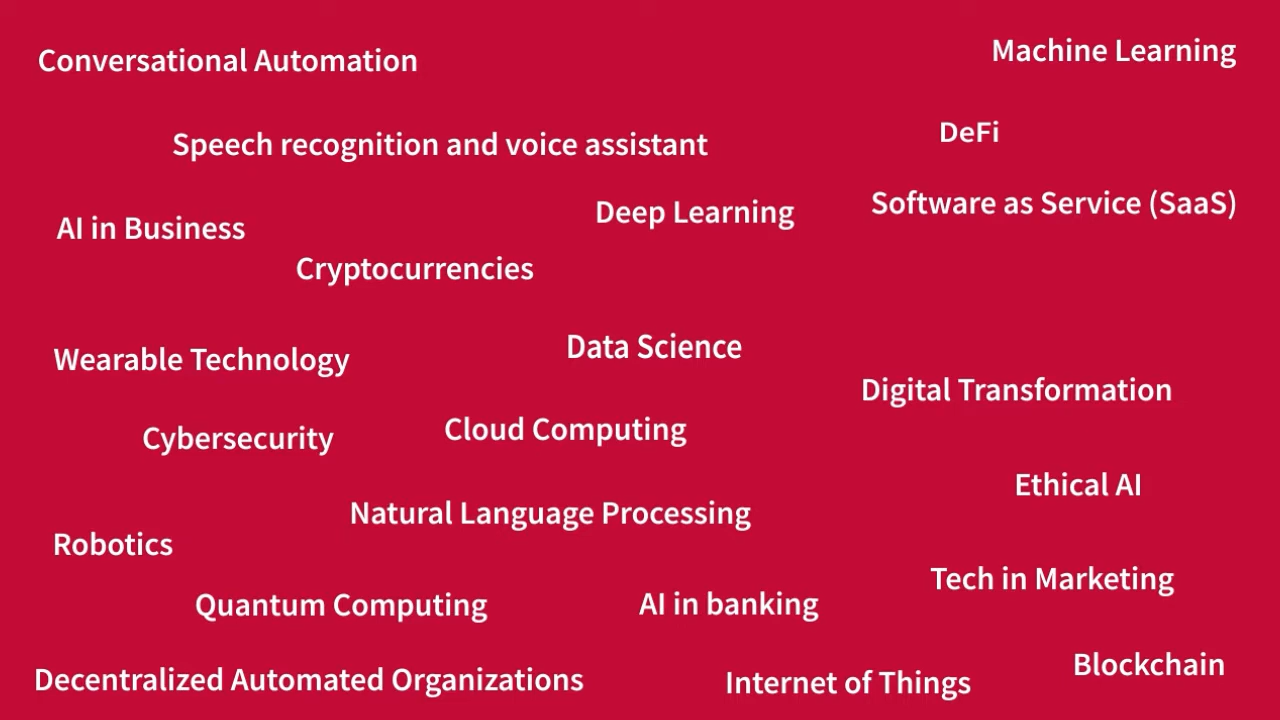 Conversational Automation
Machine Learning
Speech recognition and voice assistant
DeFi
AI in Business
Deep Learning
Software as Service (SaaS)
Cryptocurrencies
Wearable Technology
Data Science
Digital Transformation
Cybersecurity
Cloud Computing
Ethical AI
Natural Language Processing
Robotics
Tech in Marketing
Quantum Computing
AI in banking
Decentralized Automated Organizations
Internet of Things
Blockchain